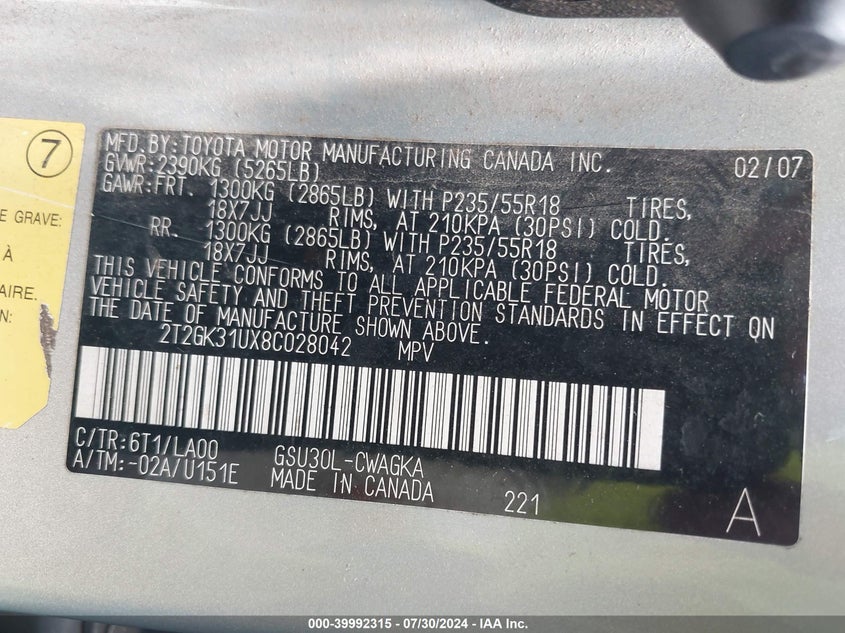 7
E GRAVE:
À
AIRE.
N:
MFD.BY:TOYOTA MOTOR MANUFACTURING CANADA INC. 02/07
GVWR:2390KG (5265LB)
GAWR:FRT. 1300KG (2865LB) WITH P235/55R18 TIRES,
18X7JJ RIMS, AT 210KPA (30PSI) COLD.
RR. 1300KG (2865LB) WITH P235/55R18 TIRES,
18X7JJ RIMS, AT 210KPA (30PSI) COLD.
THIS VEHICLE CONFORMS TO ALL APPLICABLE FEDERAL MOTOR
VEHICLE SAFETY AND THEFT PREVENTION STANDARDS IN EFFECT ON
THE DATE OF MANUFACTURE SHOWN ABOVE.
2T2GK31UX8C028042 MPV
C/TR:6T1/LA00 GSU30L-CWAGKA
A/TM:-02A/U151E MADE IN CANADA 221 A
000-39992315 / 07/30/2024 - IAA Inc.